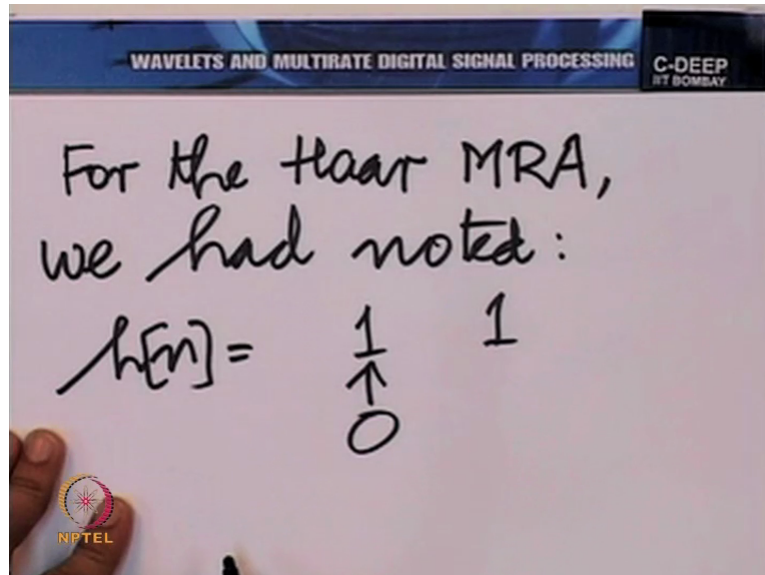 WAVELETS AND MULTIRATE DIGITAL SIGNAL PROCESSING
C-DEEP
IIT BOMBAY
For the Haar MRA,
we had noted:
h[n] = 1 1
↑
0
NPTEL